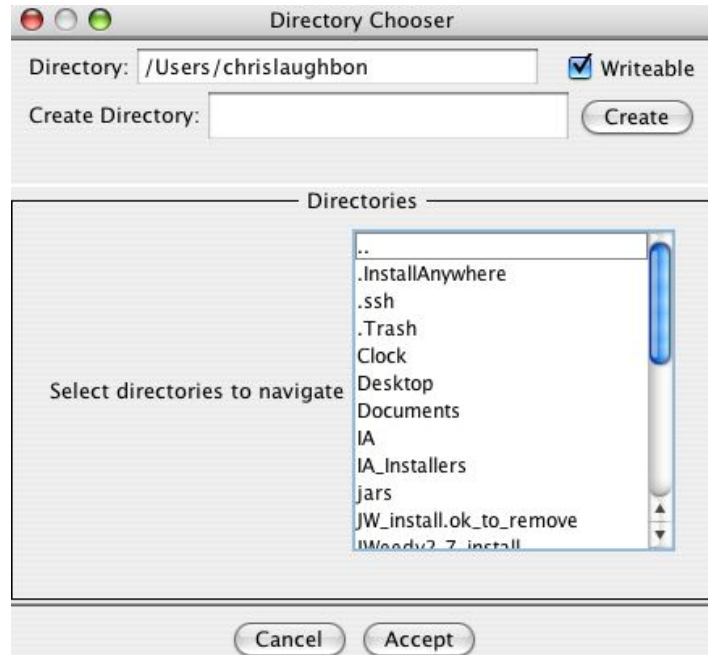 Directory Chooser
Directory: /Users/chrislaughbon Writeable
Create Directory: Create
Directories
..
.InstallAnywhere
.ssh
.Trash
Clock
Select directories to navigate
Desktop
Documents
IA
IA_Installers
jars
JW_install.ok_to_remove
Cancel Accept